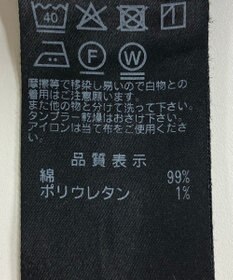 40
摩擦等で移染し易いので白物との
着用はご注意願います。
また他の物と分けて洗って下さい。
タンブラー乾燥はお避け下さい。
アイロンは当て布をご使用くださ
い。
品質表示
綿 99%
ポリウレタン 1%
F W